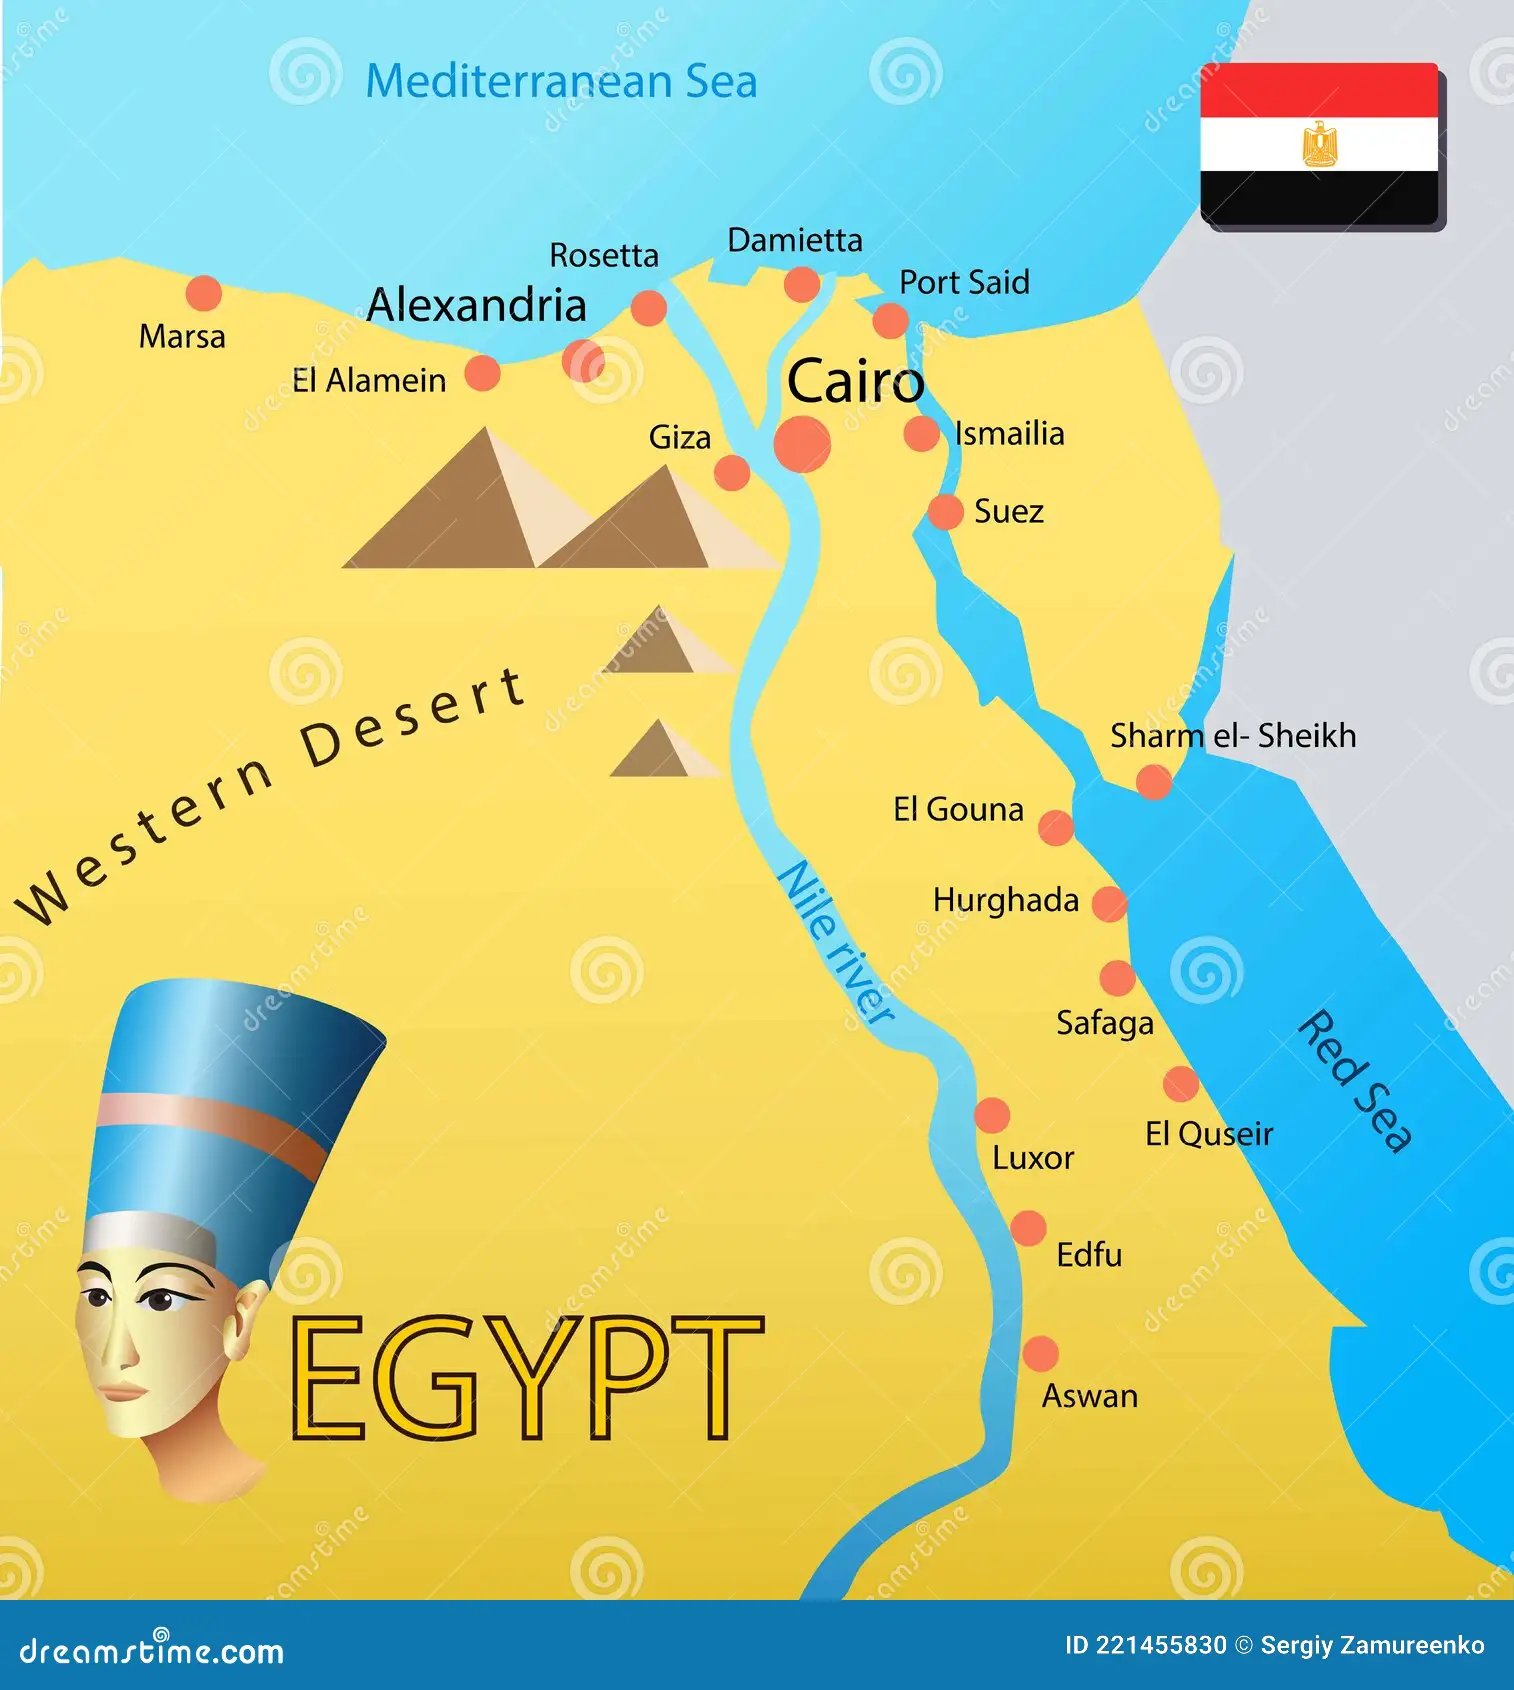 Mediterranean Sea
Damietta
Rosetta
Port Said
Alexandria
Marsa
El Alamein
Cairo
Giza
Ismailia
Suez
Western Desert
Sharm el- Sheikh
El Gouna
Hurghada
Nile river
Safaga
Red Sea
El Quseir
Luxor
Edfu
EGYPT
Aswan
dreamstime.com
ID 221455830 © Sergiy Zamureenko